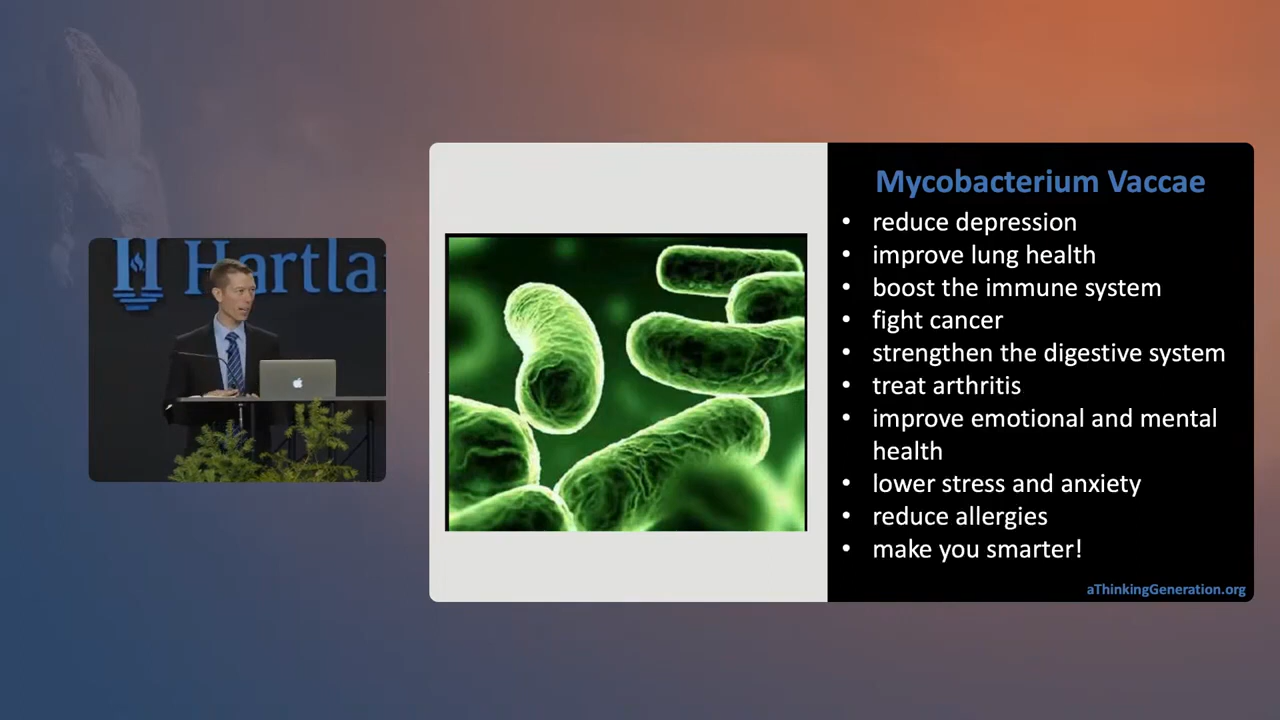 Hartla
Mycobacterium Vaccae
• reduce depression
• improve lung health
• boost the immune system
• fight cancer
• strengthen the digestive system
• treat arthritis
• improve emotional and mental
health
• lower stress and anxiety
• reduce allergies
• make you smarter!
aThinkingGeneration.org